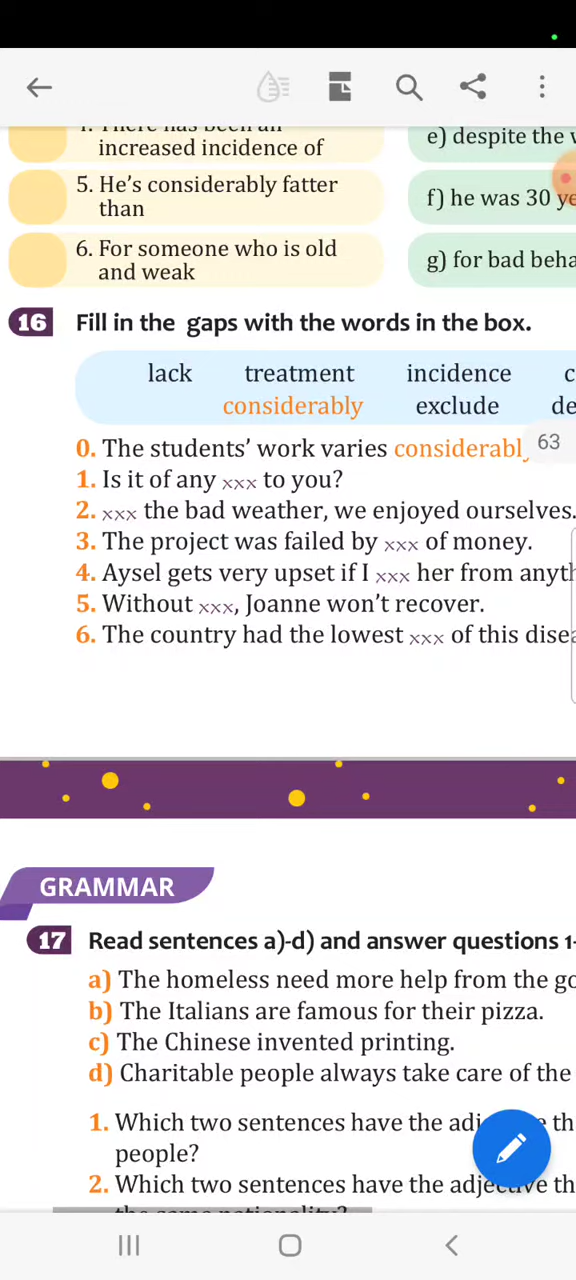 increased incidence of
e) despite the
5. He's considerably fatter
than
f) he was 30
6. For someone who is old
and weak
g) for bad
16 Fill in the gaps with the words in the box.
lack treatment incidence
considerably exclude
0. The students' work varies
63
1. Is it of any xxx to you?
2. xxx the bad weather, we enjoyed ourselves.
3. The project was failed by xxx of money.
4. Aysel gets very upset if I xxx her from
5. Without xxx, Joanne won't recover.
6. The country had the lowest xxx of this
GRAMMAR
17 Read sentences a)-d) and answer questions 1-
a) The homeless need more help from the
b) The Italians are famous for their pizza.
c) The Chinese invented printing.
d) Charitable people always take care of the
1. Which two sentences have the
people?
2. Which two sentences have the adjective